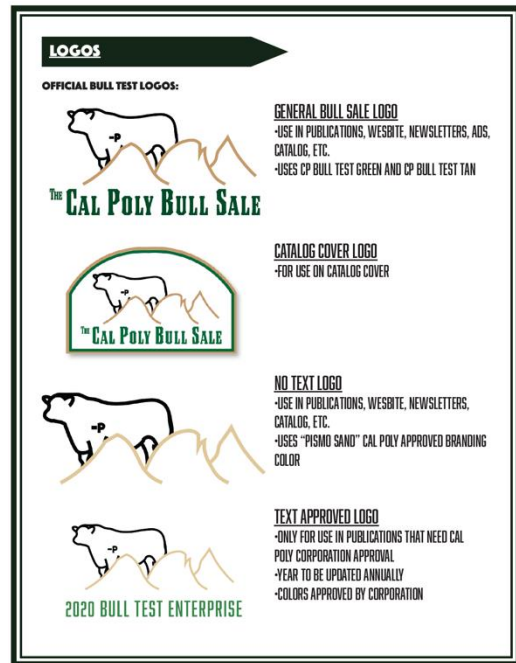 LOGOS
OFFICIAL BULL TEST LOGOS:
-P
THE CAL POLY BULL SALE
GENERAL BULL SALE LOGO
•USE IN PUBLICATIONS, WESBITE, NEWSLETTERS, ADS,
CATALOG, ETC.
•USES CP BULL TEST GREEN AND CP BULL TEST TAN
-P
THE CAL POLY BULL SALE
CATALOG COVER LOGO
•FOR USE ON CATALOG COVER
-P
NO TEXT LOGO
•USE IN PUBLICATIONS, WESBITE, NEWSLETTERS,
CATALOG, ETC.
•USES “PISMO SAND” CAL POLY APPROVED BRANDING
COLOR
-P
2020 BULL TEST ENTERPRISE
TEXT APPROVED LOGO
•ONLY FOR USE IN PUBLICATIONS THAT NEED CAL
POLY CORPORATION APPROVAL
•YEAR TO BE UPDATED ANNUALLY
•COLORS APPROVED BY CORPORATION